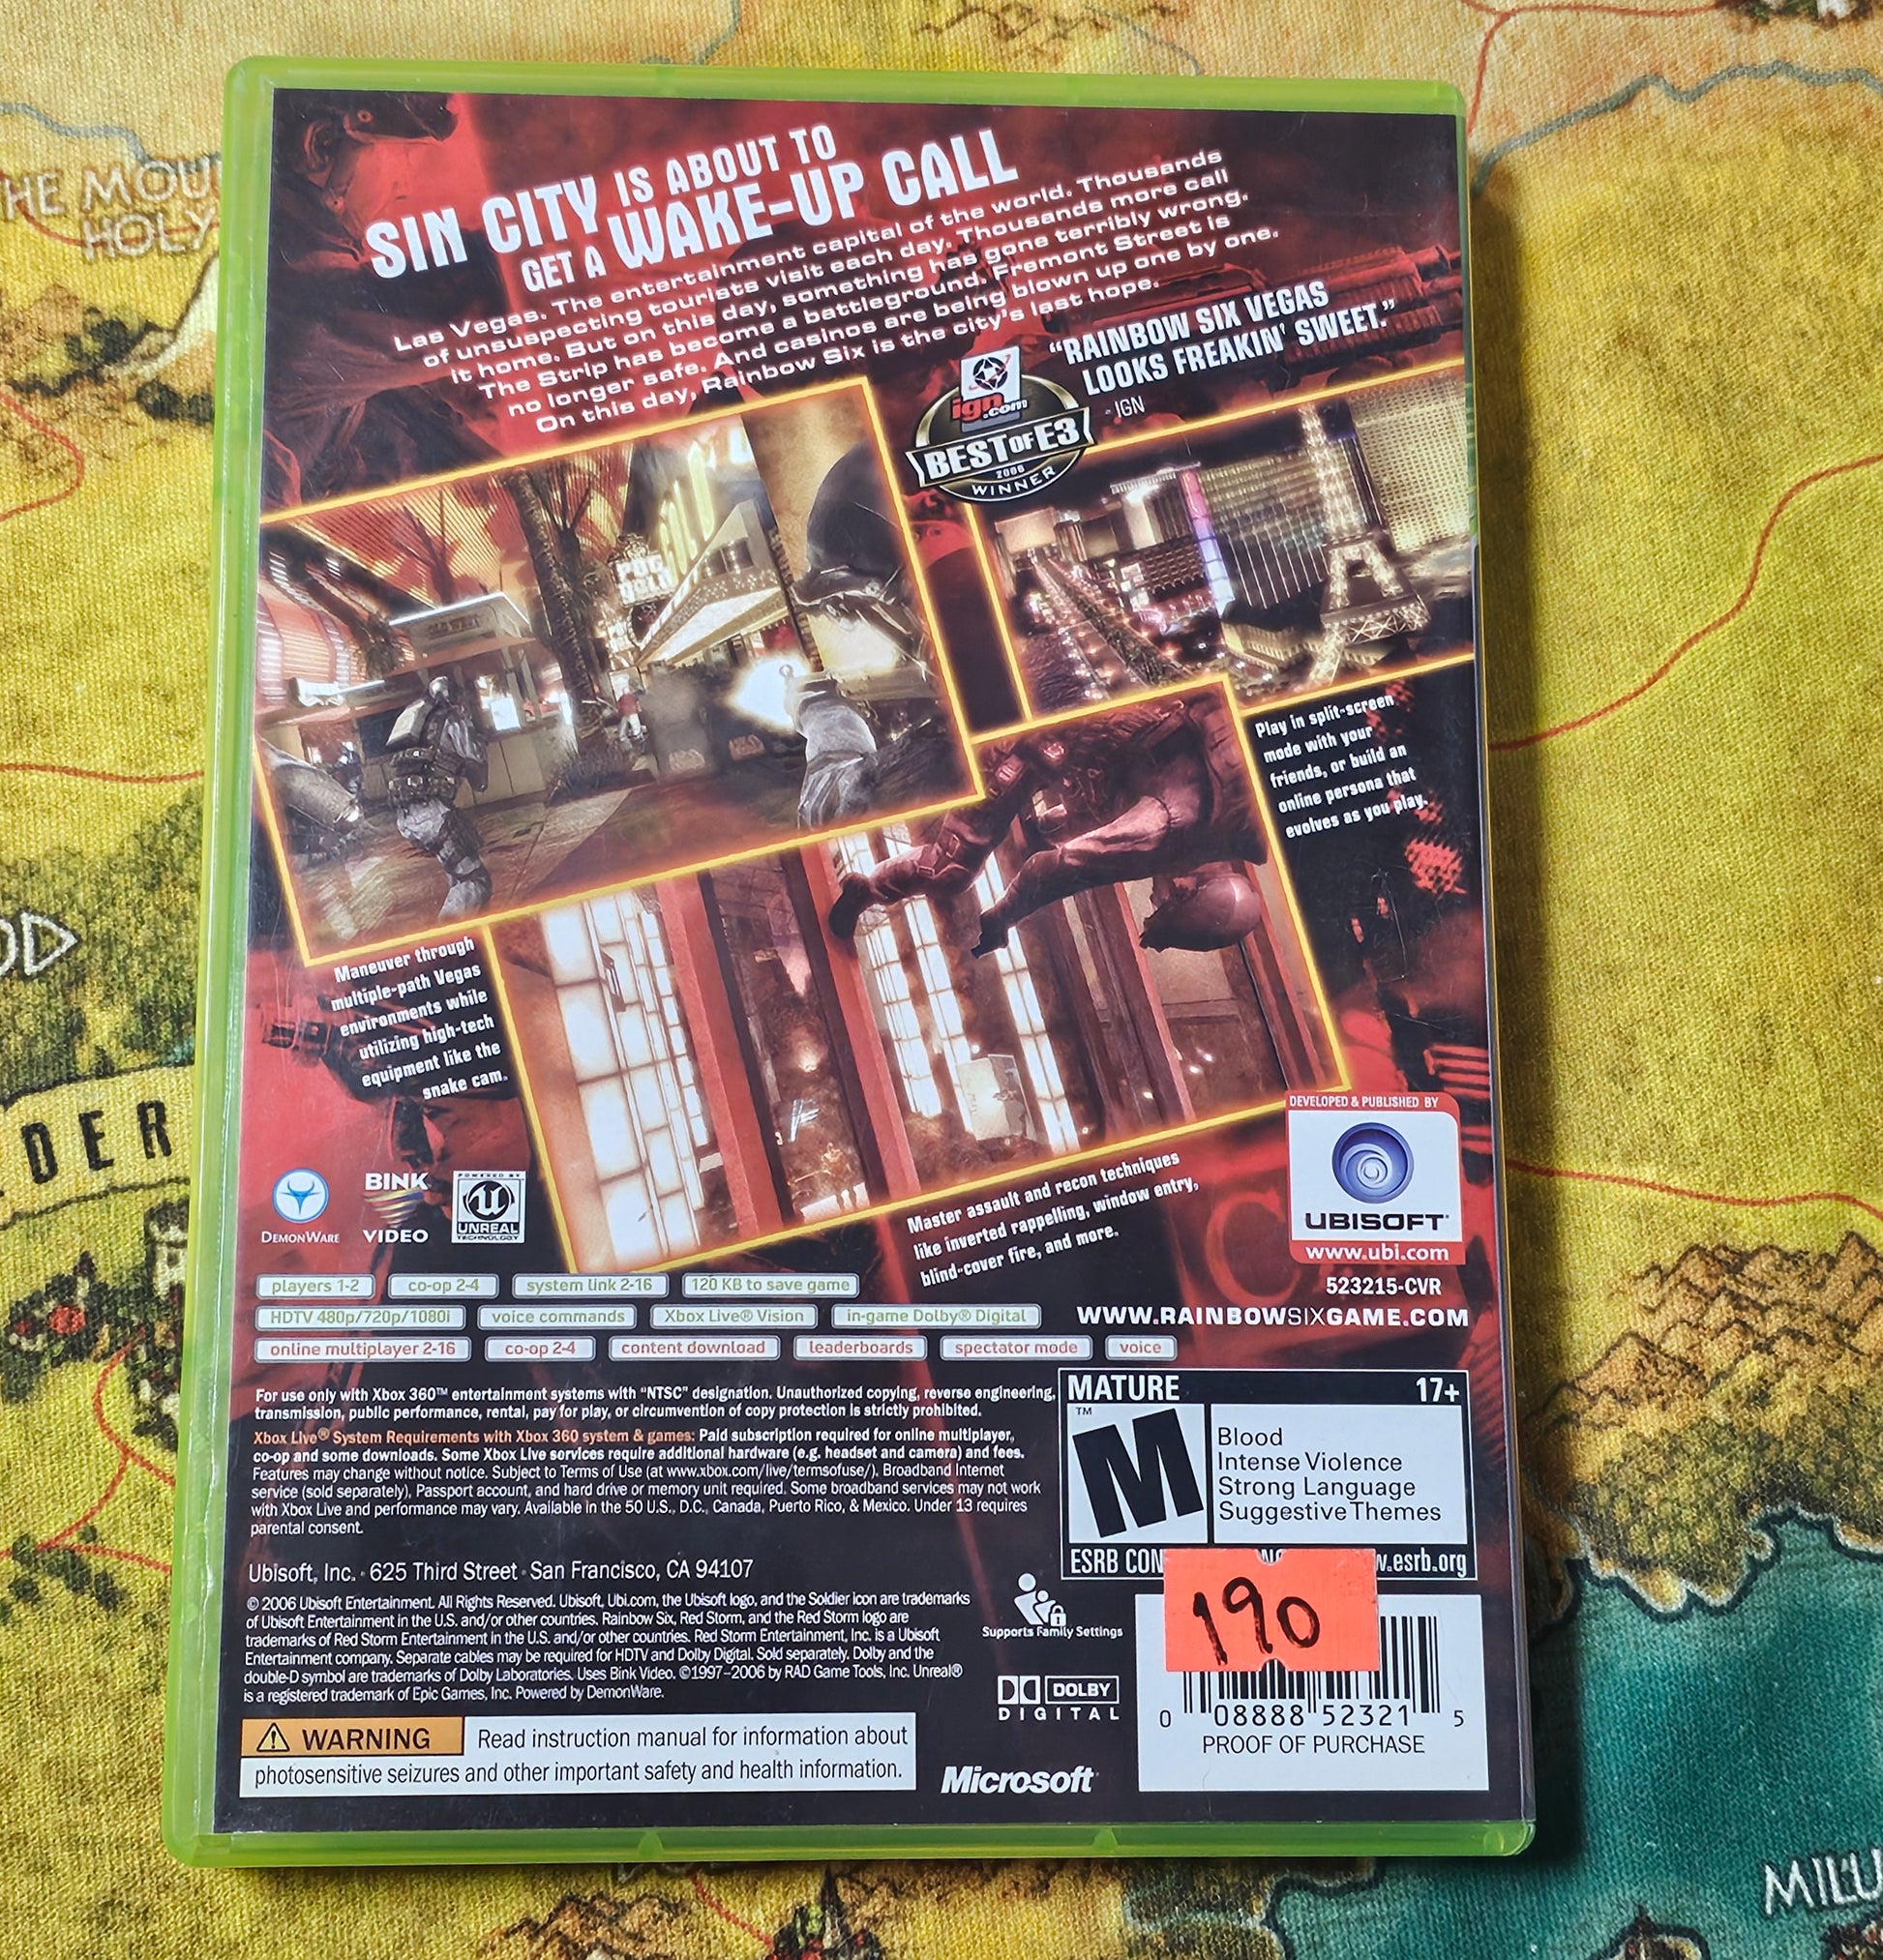 THE MOU
HOLY
SIN CITY IS ABOUT TO
GET A WAKE-UP CALL
Las Vegas. The entertainment capital of the world. Thousands
of unsuspecting tourists visit each day. Thousands more call
it home. But on this day, something has gone terribly wrong.
The Strip has become a battleground. Fremont Street is
no longer safe. And casinos are being blown up one by one.
On this day, Rainbow Six is the city's last hope.
"RAINBOW SIX VEGAS
LOOKS FREAKIN' SWEET."
- IGN
ign.com
BEST OF E3
2006
WINNER
Play in split-screen
mode with your
friends, or build an
online persona that
evolves as you play.
Maneuver through
multiple-path Vegas
environments while
utilizing high-tech
equipment like the
snake cam.
Master assault and recon techniques
like inverted rappelling, window entry,
blind-cover fire, and more.
DEVELOPED & PUBLISHED BY
UBISOFT
www.ubi.com
DEMONWARE
BINK
VIDEO
POWERED BY
UNREAL
TECHNOLOGY
players 1-2 co-op 2-4 system link 2-16 120 KB to save game
523215-CVR
HDTV 480p/720p/1080i voice commands Xbox Live® Vision in-game Dolby® Digital
WWW.RAINBOWSIXGAME.COM
online multiplayer 2-16 co-op 2-4 content download leaderboards spectator mode voice
For use only with Xbox 360™ entertainment systems with "NTSC" designation. Unauthorized copying, reverse engineering,
transmission, public performance, rental, pay for play, or circumvention of copy protection is strictly prohibited.
Xbox Live® System Requirements with Xbox 360 system & games: Paid subscription required for online multiplayer,
co-op and some downloads. Some Xbox Live services require additional hardware (e.g. headset and camera) and fees.
Features may change without notice. Subject to Terms of Use (at www.xbox.com/live/termsofuse/). Broadband Internet
service (sold separately), Passport account, and hard drive or memory unit required. Some broadband services may not work
with Xbox Live and performance may vary. Available in the 50 U.S., D.C., Canada, Puerto Rico, & Mexico. Under 13 requires
parental consent.
MATURE 17+
M
TM
Blood
Intense Violence
Strong Language
Suggestive Themes
ESRB CON w.esrb.org
Ubisoft, Inc. · 625 Third Street · San Francisco, CA 94107
© 2006 Ubisoft Entertainment. All Rights Reserved. Ubisoft, Ubi.com, the Ubisoft logo, and the Soldier icon are trademarks
of Ubisoft Entertainment in the U.S. and/or other countries. Rainbow Six, Red Storm, and the Red Storm logo are
trademarks of Red Storm Entertainment in the U.S. and/or other countries. Red Storm Entertainment, Inc. is a Ubisoft
Entertainment company. Separate cables may be required for HDTV and Dolby Digital. Sold separately. Dolby and the
double-D symbol are trademarks of Dolby Laboratories. Uses Bink Video. ©1997-2006 by RAD Game Tools, Inc. Unreal®
is a registered trademark of Epic Games, Inc. Powered by DemonWare.
Supports Family Settings
DOLBY
DIGITAL
190
0 08888 52321 5
PROOF OF PURCHASE
WARNING Read instruction manual for information about
photosensitive seizures and other important safety and health information.
Microsoft
OD
DER
MILU